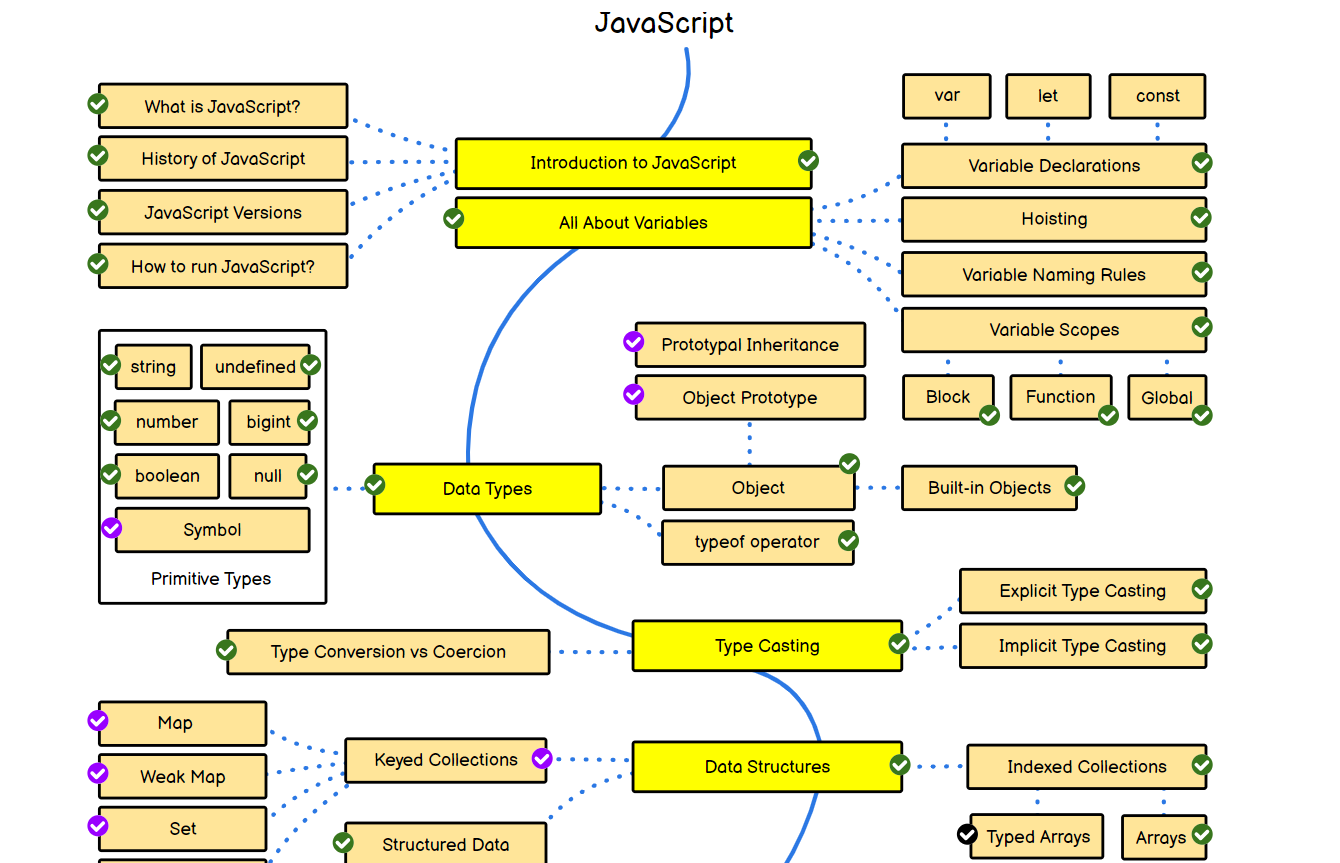 JavaScript
What is JavaScript?
History of JavaScript
JavaScript Versions
How to run JavaScript?
Introduction to JavaScript
All About Variables
var
let
const
Variable Declarations
Hoisting
Variable Naming Rules
Variable Scopes
Block
Function
Global
string
undefined
number
bigint
boolean
null
Symbol
Primitive Types
Data Types
Prototypal Inheritance
Object Prototype
Object
Built-in Objects
typeof operator
Type Conversion vs Coercion
Type Casting
Explicit Type Casting
Implicit Type Casting
Map
Weak Map
Set
Keyed Collections
Structured Data
Data Structures
Indexed Collections
Typed Arrays
Arrays